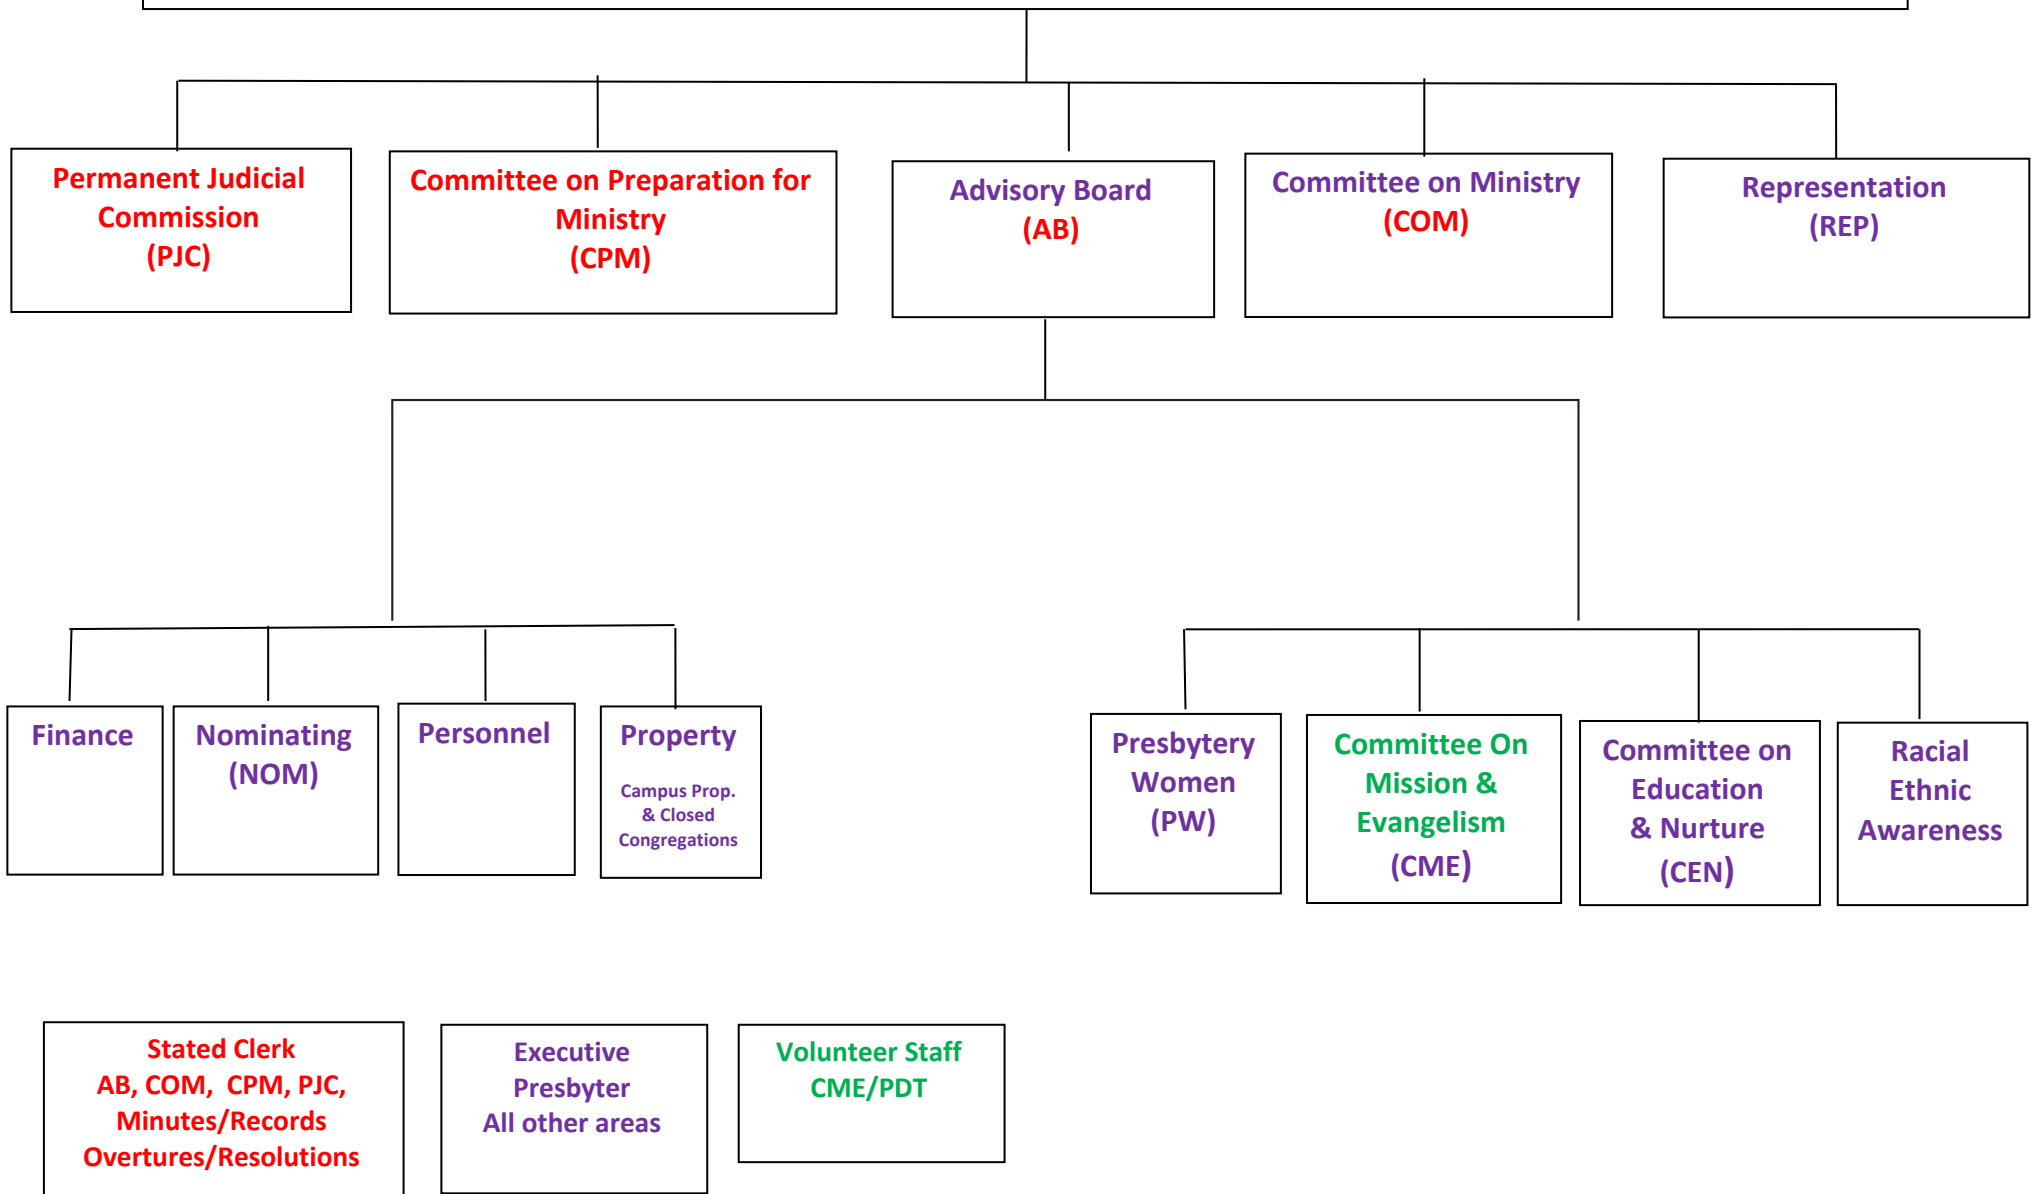 Permanent Judicial
Commission
(PJC)
Committee on Preparation for
Ministry
(CPM)
Advisory Board
(AB)
Committee on Ministry
(COM)
Representation
(REP)
Finance
Nominating
(NOM)
Personnel
Property
Campus Prop.
& Closed
Congregations
Presbytery
Women
(PW)
Committee On
Mission &
Evangelism
(CME)
Committee on
Education
& Nurture
(CEN)
Racial
Ethnic
Awareness
Stated Clerk
AB, COM,  CPM, PJC,
Minutes/Records
Overtures/Resolutions
Executive
Presbyter
All other areas
Volunteer Staff
CME/PDT